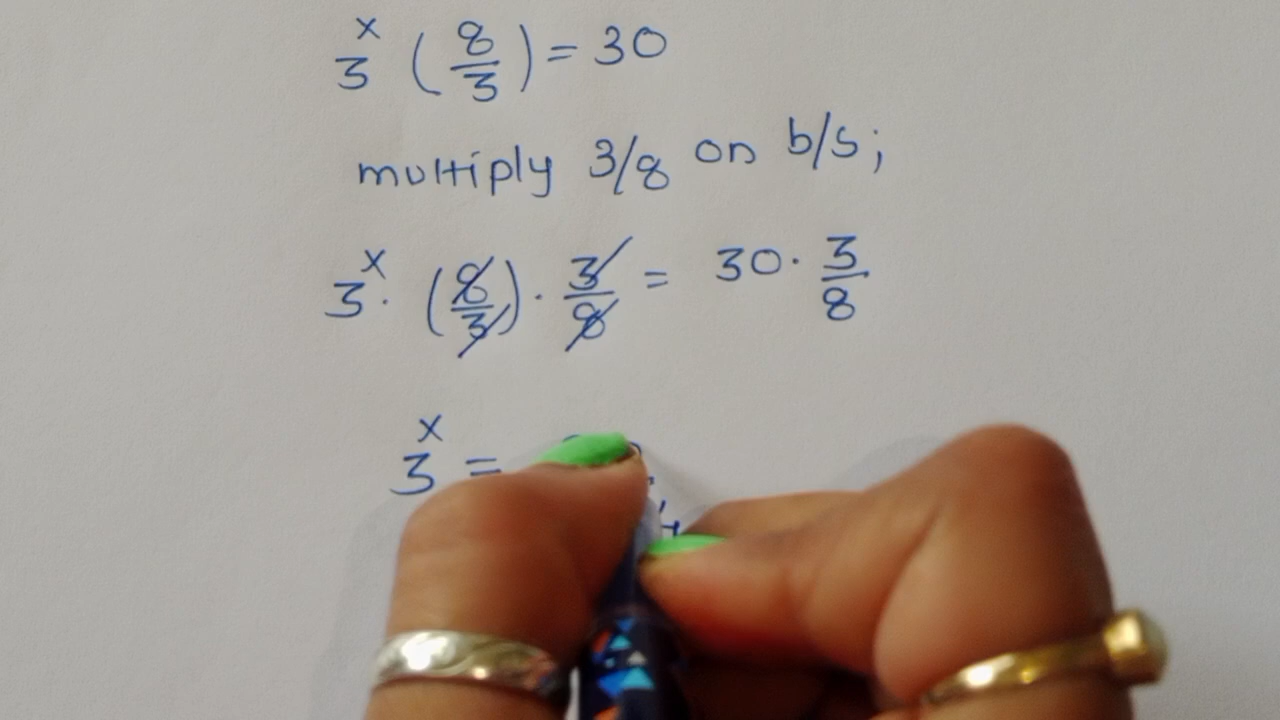 3^x (8/3) = 30
multiply 3/8 on b/s;
3^x · (8/3) · 3/8 = 30 · 3/8
3^x =